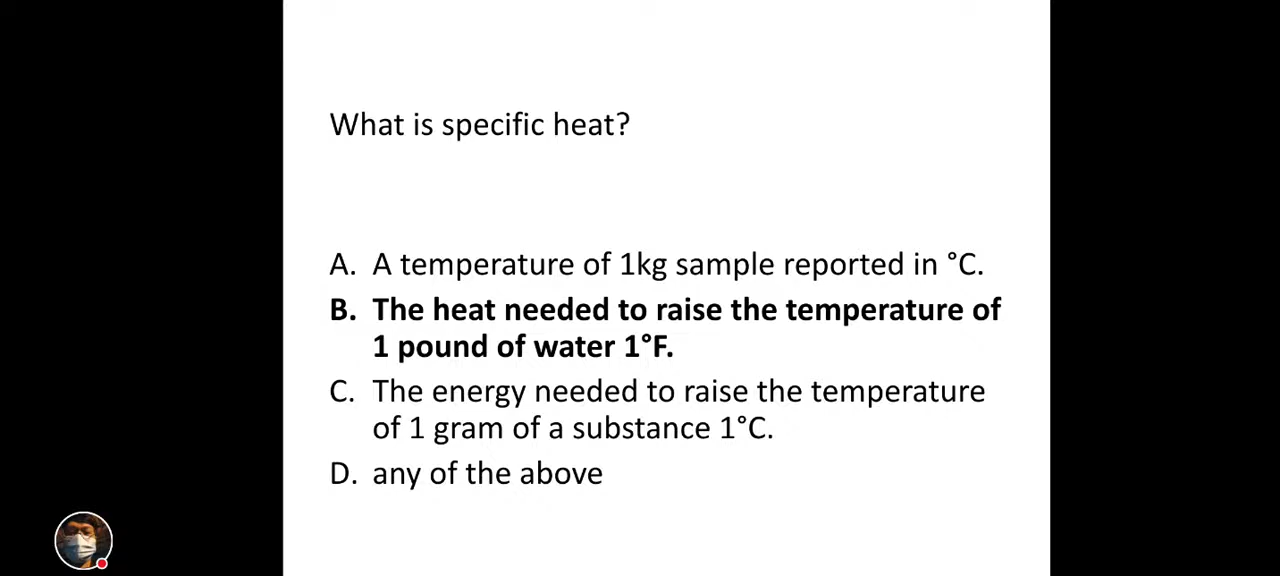 What is specific heat?
A. A temperature of 1kg sample reported in °C.
B. The heat needed to raise the temperature of
1 pound of water 1°F.
C. The energy needed to raise the temperature
of 1 gram of a substance 1°C.
D. any of the above